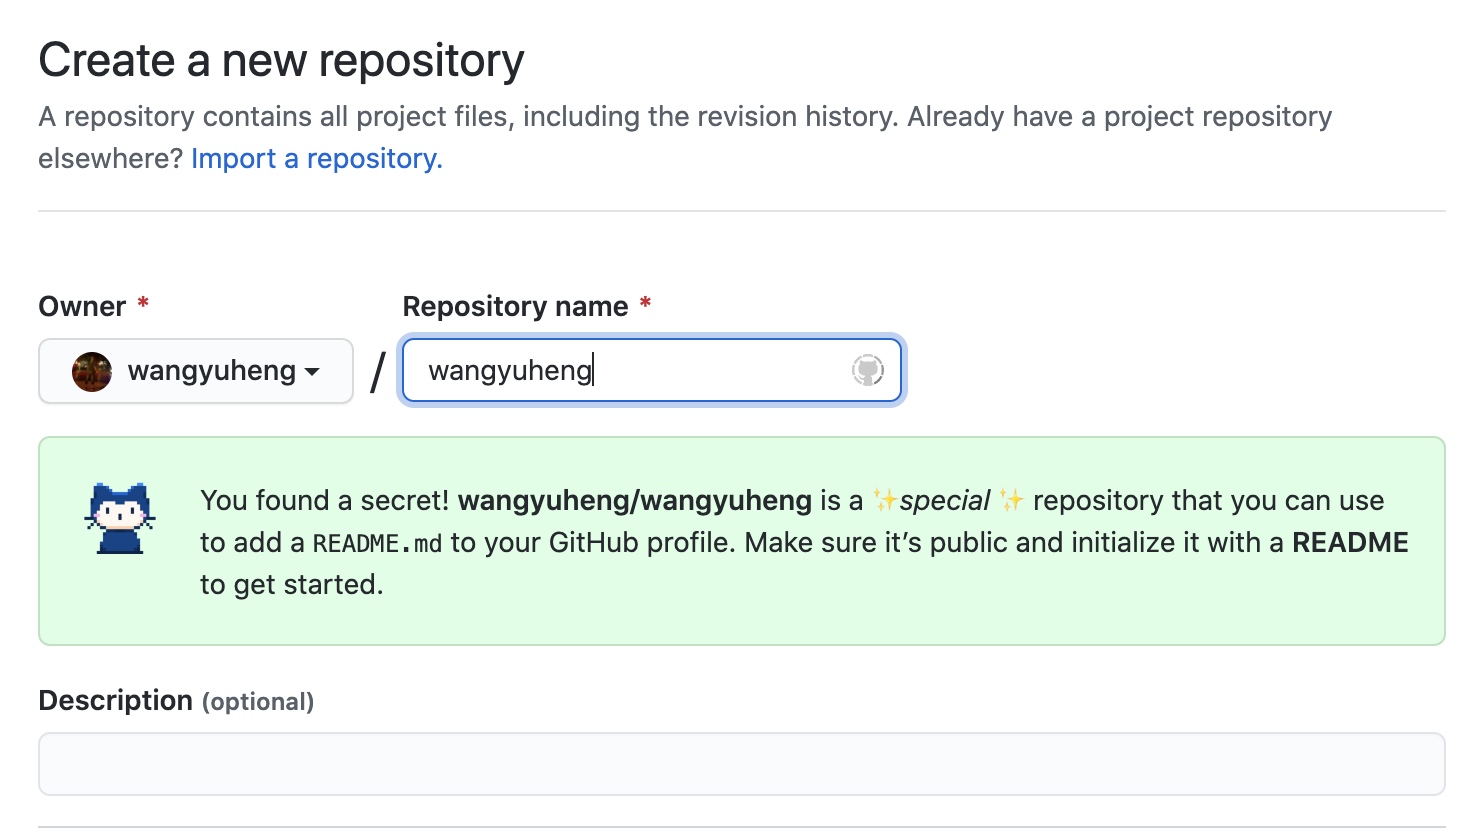 Create a new repository
A repository contains all project files, including the revision history. Already have a project repository
elsewhere? Import a repository.
Owner *
Repository name *
wangyuheng
/
wangyuheng
You found a secret! wangyuheng/wangyuheng is a ✨special ✨ repository that you can use
to add a README.md to your GitHub profile. Make sure it’s public and initialize it with a README
to get started.
Description (optional)